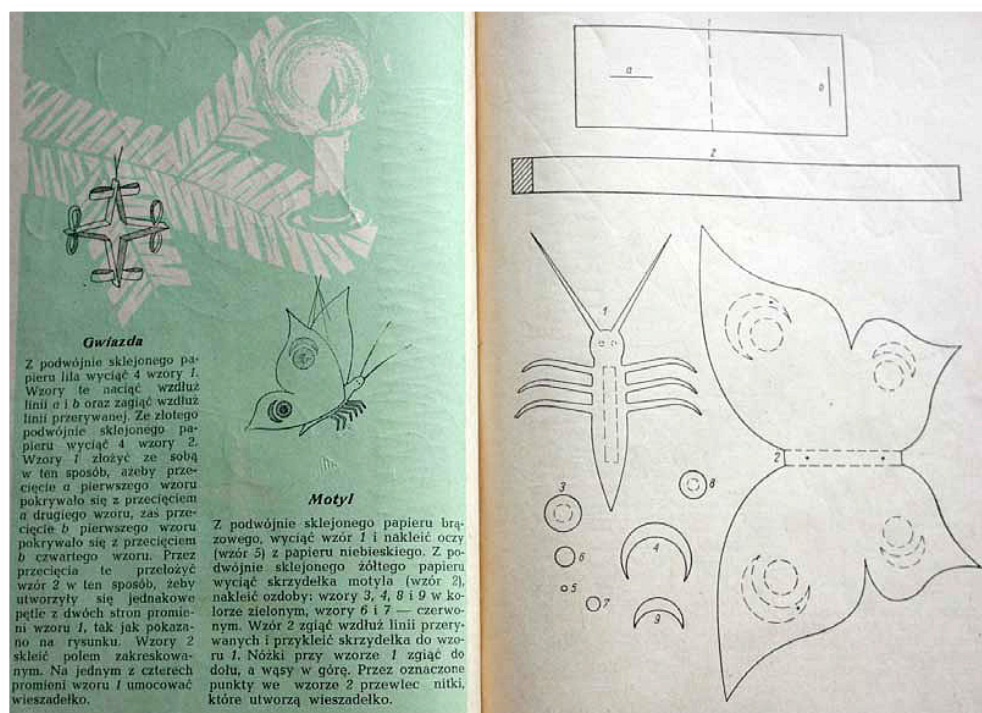 Gwiazda
Z podwójnie sklejonego pa-
pieru lila wyciąć 4 wzory 1.
Wzory te naciąć wzdłuż
linii a i b oraz zagiąć wzdłuż
linii przerywanej. Ze złotego
podwójnie sklejonego pa-
pieru wyciąć 4 wzory 2.
Wzory 1 złożyć ze sobą
w ten sposób, ażeby prze-
cięcie a pierwszego wzoru
pokrywało się z przecięciem
a drugiego wzoru, zaś prze-
cięcie b pierwszego wzoru
pokrywało się z przecięciem
b czwartego wzoru. Przez
przecięcia te przełożyć
wzór 2 w ten sposób, żeby
utworzyły się jednakowe
pętle z dwóch stron promie-
ni wzoru 1, tak jak pokaza-
no na rysunku. Wzory 2
skleić polem zakreskowa-
nym. Na jednym z czterech
promieni wzoru 1 umocować
wieszadełko.
Motyl
Z podwójnie sklejonego papieru brą-
zowego, wyciąć wzór 1 i nakleić oczy
(wzór 5) z papieru niebieskiego. Z po-
dwójnie sklejonego żółtego papieru
wyciąć skrzydełka motyla (wzór 2),
nakleić ozdoby: wzory 3, 4, 8 i 9 w ko-
lorze zielonym, wzory 6 i 7 — czerwo-
nym. Wzór 2 zgiąć wzdłuż linii przery-
wanych i przykleić skrzydełka do wzo-
ru 1. Nóżki przy wzorze 1 zgiąć do
dołu, a wąsy w górę. Przez oznaczone
punkty we wzorze 2 przewlec nitki,
które utworzą wieszadełko.
1
a
b
2
1
2
3
8
4
6
5
7
9